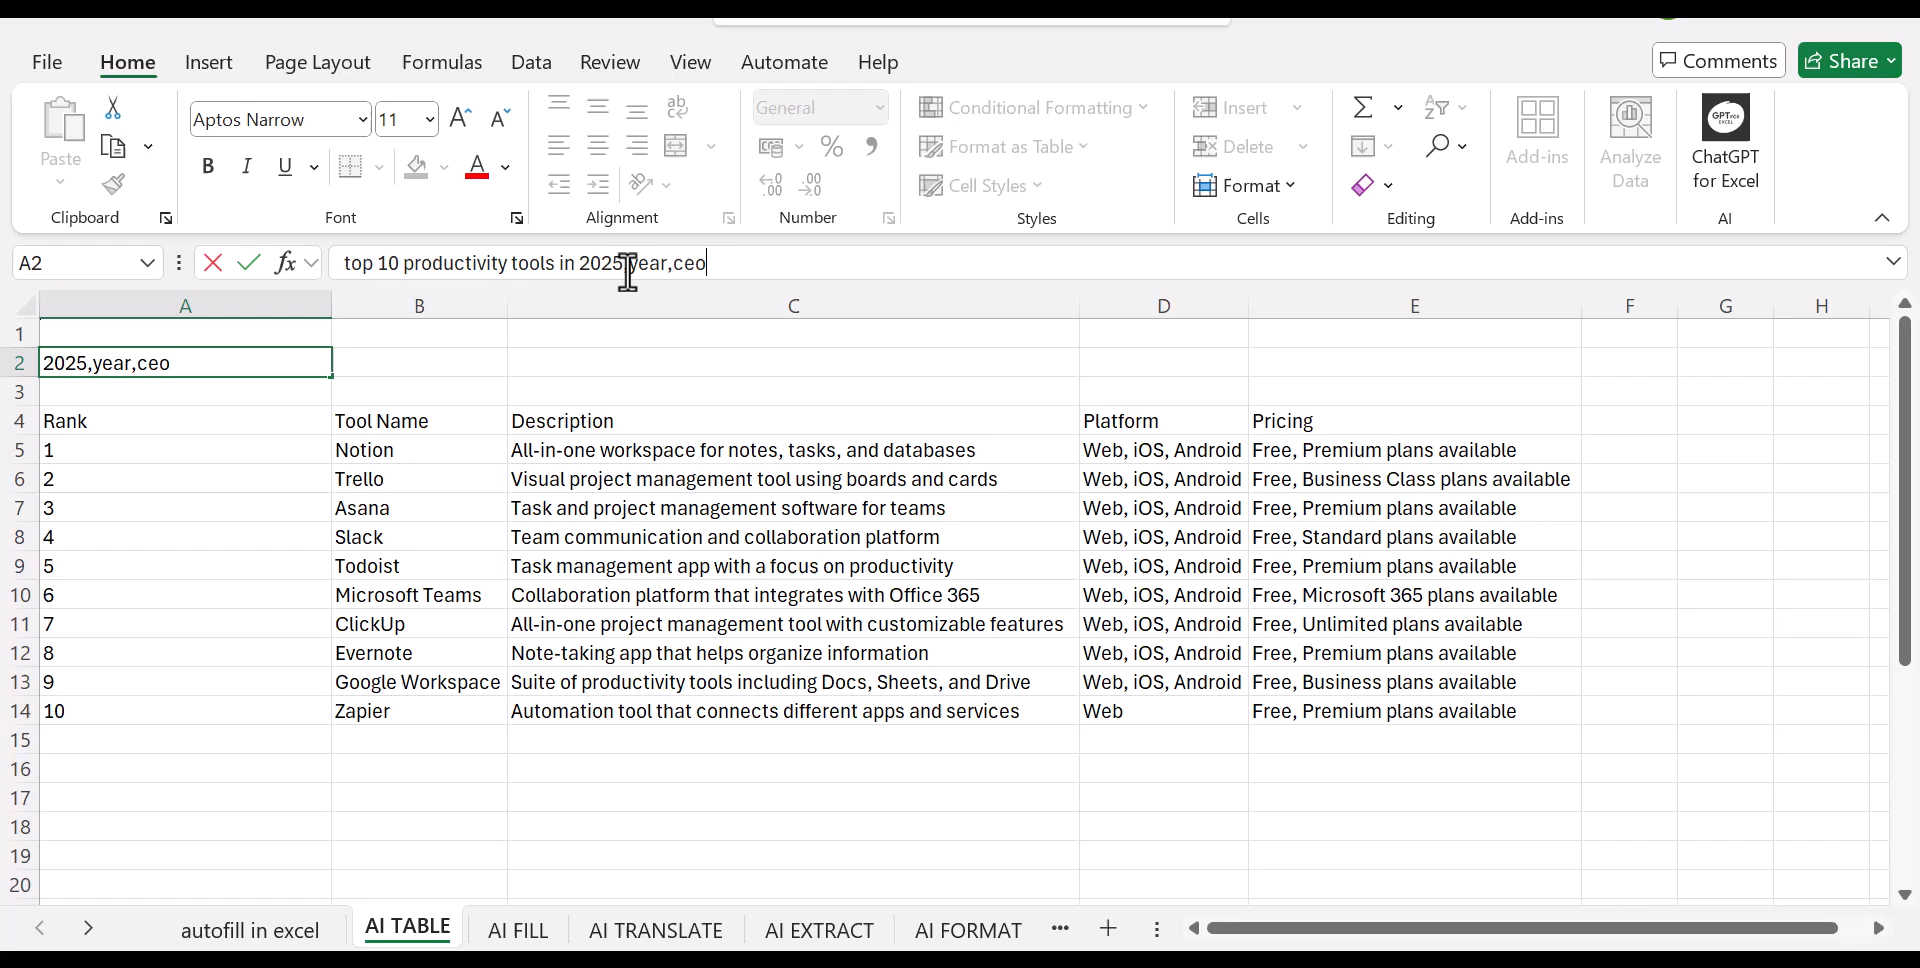 File Home Insert Page Layout Formulas Data Review View Automate Help Comments Share
Paste
Aptos Narrow 11
B I U A
ab
General
% 9
.00
Conditional Formatting
Format as Table
Cell Styles
Insert
Delete
Format
Add-ins
Analyze
Data
GPT FOR
EXCEL
ChatGPT
for Excel
Clipboard Font Alignment Number Styles Cells Editing Add-ins AI
A2 fx top 10 productivity tools in 2025,year,ceo
A B C D E F G H
1
2 2025,year,ceo
3
4 Rank Tool Name Description Platform Pricing
5 1 Notion All-in-one workspace for notes, tasks, and databases Web, iOS, Android Free, Premium plans available
6 2 Trello Visual project management tool using boards and cards Web, iOS, Android Free, Business Class plans available
7 3 Asana Task and project management software for teams Web, iOS, Android Free, Premium plans available
8 4 Slack Team communication and collaboration platform Web, iOS, Android Free, Standard plans available
9 5 Todoist Task management app with a focus on productivity Web, iOS, Android Free, Premium plans available
10 6 Microsoft Teams Collaboration platform that integrates with Office 365 Web, iOS, Android Free, Microsoft 365 plans available
11 7 ClickUp All-in-one project management tool with customizable features Web, iOS, Android Free, Unlimited plans available
12 8 Evernote Note-taking app that helps organize information Web, iOS, Android Free, Premium plans available
13 9 Google Workspace Suite of productivity tools including Docs, Sheets, and Drive Web, iOS, Android Free, Business plans available
14 10 Zapier Automation tool that connects different apps and services Web Free, Premium plans available
15
16
17
18
19
20
autofill in excel AI TABLE AI FILL AI TRANSLATE AI EXTRACT AI FORMAT